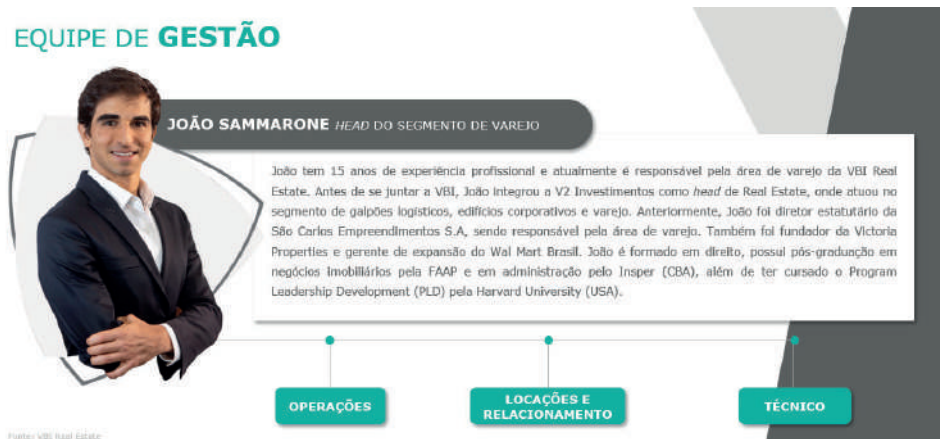 EQUIPE DE GESTÃO
JOÃO SAMMARONE HEAD DO SEGMENTO DE VAREJO
João tem 15 anos de experiência profissional e atualmente é responsável pela área de varejo da VBI Real
Estate. Antes de se juntar a VBI, João integrou a V2 Investimentos como head de Real Estate, onde atuou no
segmento de galpões logísticos, edifícios corporativos e varejo. Anteriormente, João foi diretor estatutário da
São Carlos Empreendimentos S.A, sendo responsável pela área de varejo. Também foi fundador da Victoria
Properties e gerente de expansão do Wal Mart Brasil. João é formado em direito, possui pós-graduação em
negócios imobiliários pela FAAP e em administração pelo Insper (CBA), além de ter cursado o Program
Leadership Development (PLD) pela Harvard University (USA).
OPERAÇÕES
LOCAÇÕES E
RELACIONAMENTO
TÉCNICO
Fonte: VBI Real Estate